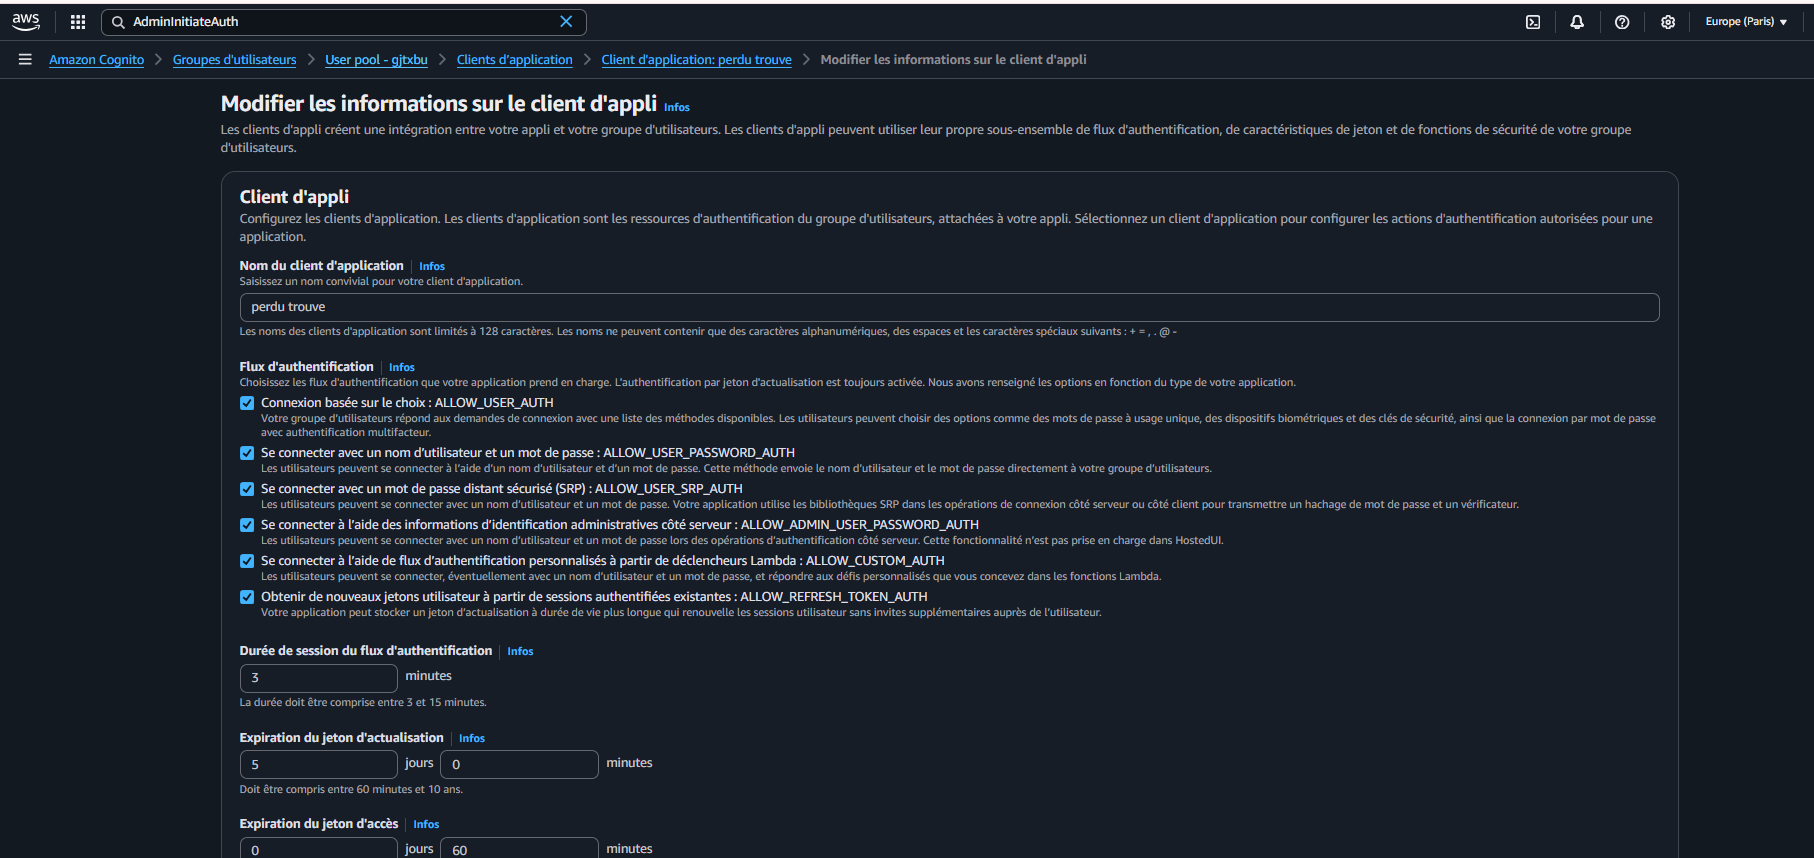 aws
AdminInitiateAuth
Europe (Paris)
Amazon Cognito
Groupes d'utilisateurs
User pool - gjtxbu
Clients d'application
Client d'application: perdu trouve
Modifier les informations sur le client d'appli
Modifier les informations sur le client d'appli Infos
Les clients d'appli créent une intégration entre votre appli et votre groupe d'utilisateurs. Les clients d'appli peuvent utiliser leur propre sous-ensemble de flux d'authentification, de caractéristiques de jeton et de fonctions de sécurité de votre groupe
d'utilisateurs.
Client d'appli
Configurez les clients d'application. Les clients d'application sont les ressources d'authentification du groupe d'utilisateurs, attachées à votre appli. Sélectionnez un client d'application pour configurer les actions d'authentification autorisées pour une
application.
Nom du client d'application Infos
Saisissez un nom convivial pour votre client d'application.
perdu trouve
Les noms des clients d'application sont limités à 128 caractères. Les noms ne peuvent contenir que des caractères alphanumériques, des espaces et les caractères spéciaux suivants : + = , . @ -
Flux d'authentification Infos
Choisissez les flux d'authentification que votre application prend en charge. L'authentification par jeton d'actualisation est toujours activée. Nous avons renseigné les options en fonction du type de votre application.
Connexion basée sur le choix : ALLOW_USER_AUTH
Votre groupe d'utilisateurs répond aux demandes de connexion avec une liste des méthodes disponibles. Les utilisateurs peuvent choisir des options comme des mots de passe à usage unique, des dispositifs biométriques et des clés de sécurité, ainsi que la connexion par mot de passe
avec authentification multifacteur.
Se connecter avec un nom d'utilisateur et un mot de passe : ALLOW_USER_PASSWORD_AUTH
Les utilisateurs peuvent se connecter à l'aide d'un nom d'utilisateur et d'un mot de passe. Cette méthode envoie le nom d'utilisateur et le mot de passe directement à votre groupe d'utilisateurs.
Se connecter avec un mot de passe distant sécurisé (SRP) : ALLOW_USER_SRP_AUTH
Les utilisateurs peuvent se connecter avec un nom d'utilisateur et un mot de passe. Votre application utilise les bibliothèques SRP dans les opérations de connexion côté serveur ou côté client pour transmettre un hachage de mot de passe et un vérificateur.
Se connecter à l'aide des informations d'identification administratives côté serveur : ALLOW_ADMIN_USER_PASSWORD_AUTH
Les utilisateurs peuvent se connecter avec un nom d'utilisateur et un mot de passe lors des opérations d'authentification côté serveur. Cette fonctionnalité n'est pas prise en charge dans HostedUI.
Se connecter à l'aide de flux d'authentification personnalisés à partir de déclencheurs Lambda : ALLOW_CUSTOM_AUTH
Les utilisateurs peuvent se connecter, éventuellement avec un nom d'utilisateur et un mot de passe, et répondre aux défis personnalisés que vous concevez dans les fonctions Lambda.
Obtenir de nouveaux jetons utilisateur à partir de sessions authentifiées existantes : ALLOW_REFRESH_TOKEN_AUTH
Votre application peut stocker un jeton d'actualisation à durée de vie plus longue qui renouvelle les sessions utilisateur sans invites supplémentaires auprès de l'utilisateur.
Durée de session du flux d'authentification Infos
3 minutes
La durée doit être comprise entre 3 et 15 minutes.
Expiration du jeton d'actualisation Infos
5 jours 0 minutes
Doit être compris entre 60 minutes et 10 ans.
Expiration du jeton d'accès Infos
0 jours 60 minutes